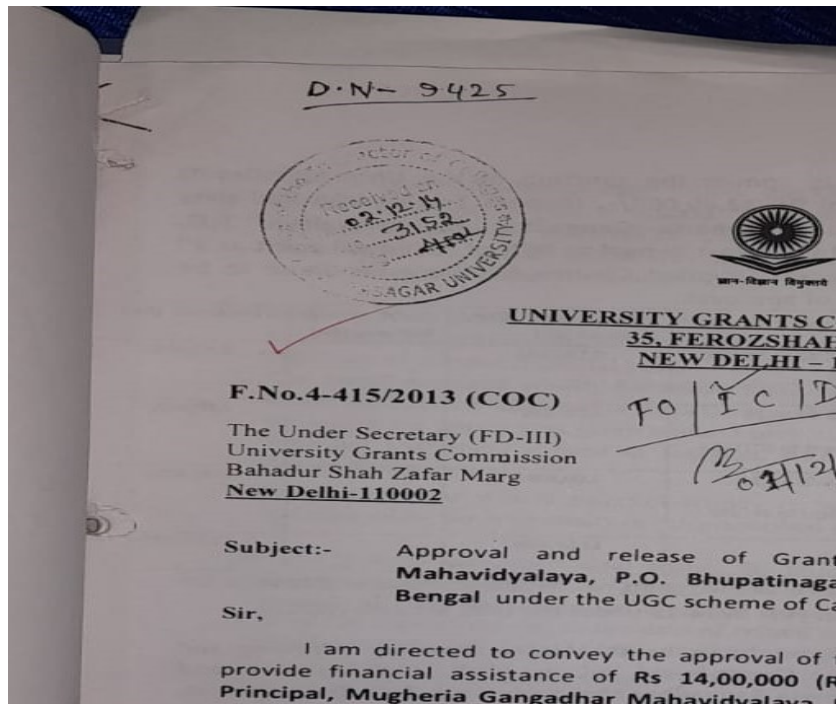 D.N- 9425
Received on
02.12.14
3152
SAGAR UNIVERSITY
ज्ञान-विज्ञान विमुक्तये
UNIVERSITY GRANTS C
35, FEROZSHAH
NEW DELHI – 1
F.No.4-415/2013 (COC)
FO | I C | D
The Under Secretary (FD-III)
University Grants Commission
Bahadur Shah Zafar Marg
New Delhi-110002
Subject:- Approval and release of Grant
Mahavidyalaya, P.O. Bhupatinaga
Bengal under the UGC scheme of Ca
Sir,
I am directed to convey the approval of t
provide financial assistance of Rs 14,00,000 (R
Principal, Mugheria Gangadhar Mahavidyalaya